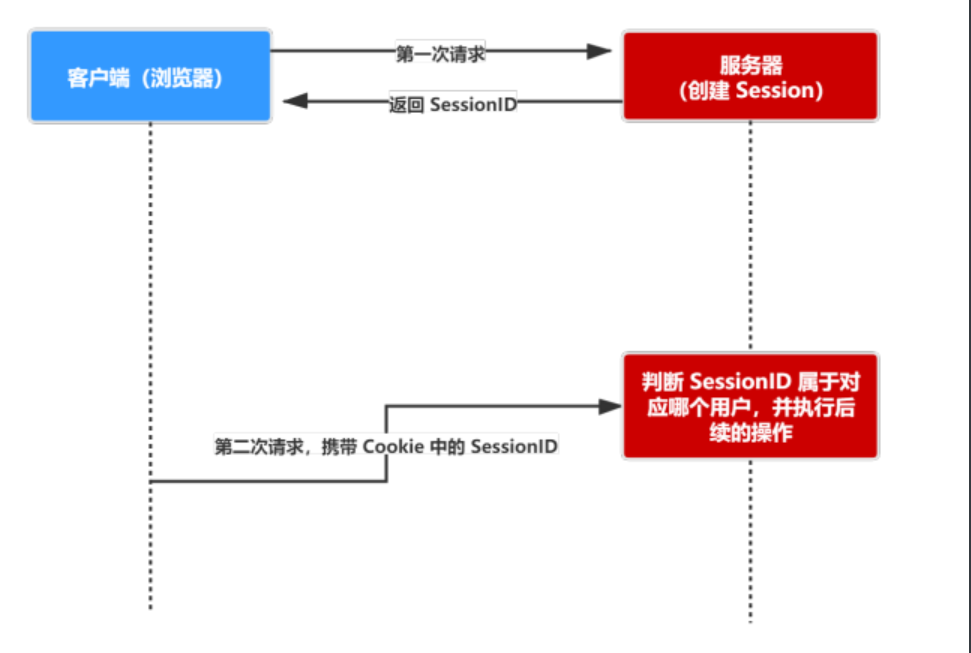 客户端（浏览器）
第一次请求
服务器
（创建 Session）
返回 SessionID
判断 SessionID 属于对
应哪个用户，并执行后
续的操作
第二次请求，携带 Cookie 中的 SessionID